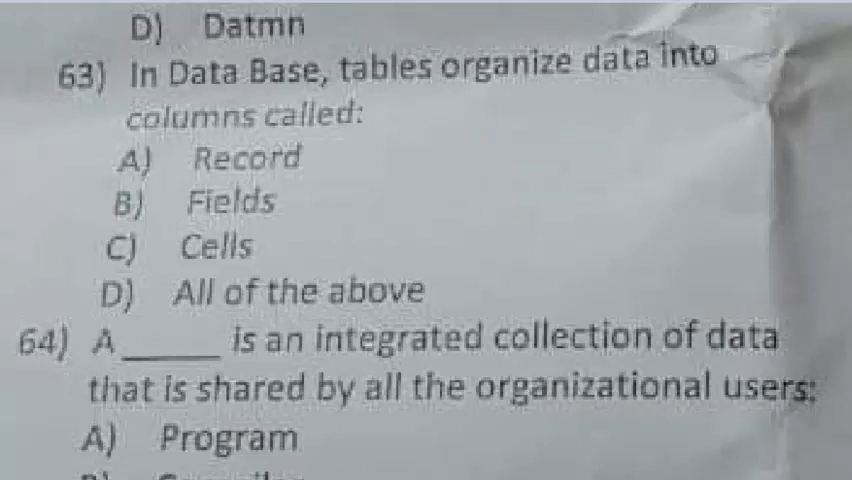 D) Datmn
63) In Data Base, tables organize data into
columns called:
A) Record
B) Fields
C) Cells
D) All of the above
64) A ______ is an integrated collection of data
that is shared by all the organizational users:
A) Program